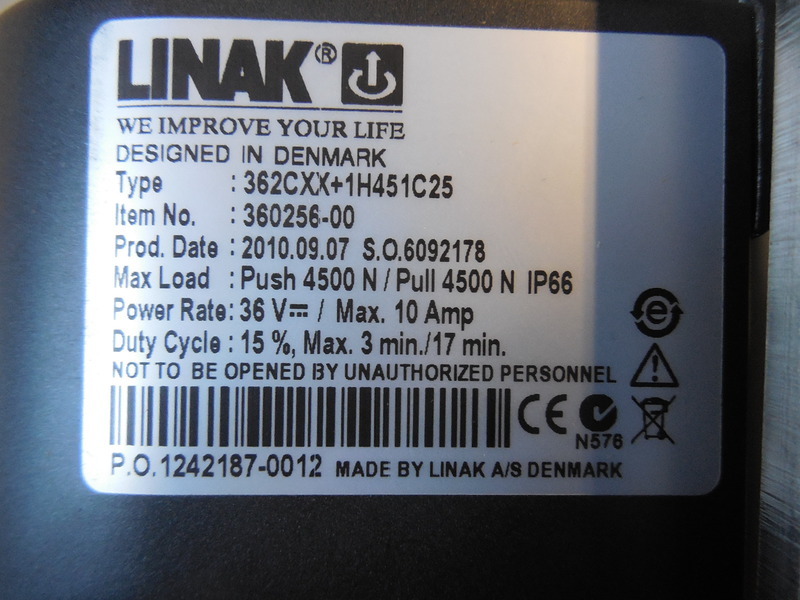 LINAK®
WE IMPROVE YOUR LIFE
DESIGNED IN DENMARK
Type : 362CXX+1H451C25
Item No. : 360256-00
Prod. Date : 2010.09.07 S.O.6092178
Max Load : Push 4500 N / Pull 4500 N IP66
Power Rate: 36 V⎓ / Max. 10 Amp
Duty Cycle : 15 %, Max. 3 min./17 min.
NOT TO BE OPENED BY UNAUTHORIZED PERSONNEL
CE
N576
P.O.1242187-0012 MADE BY LINAK A/S DENMARK